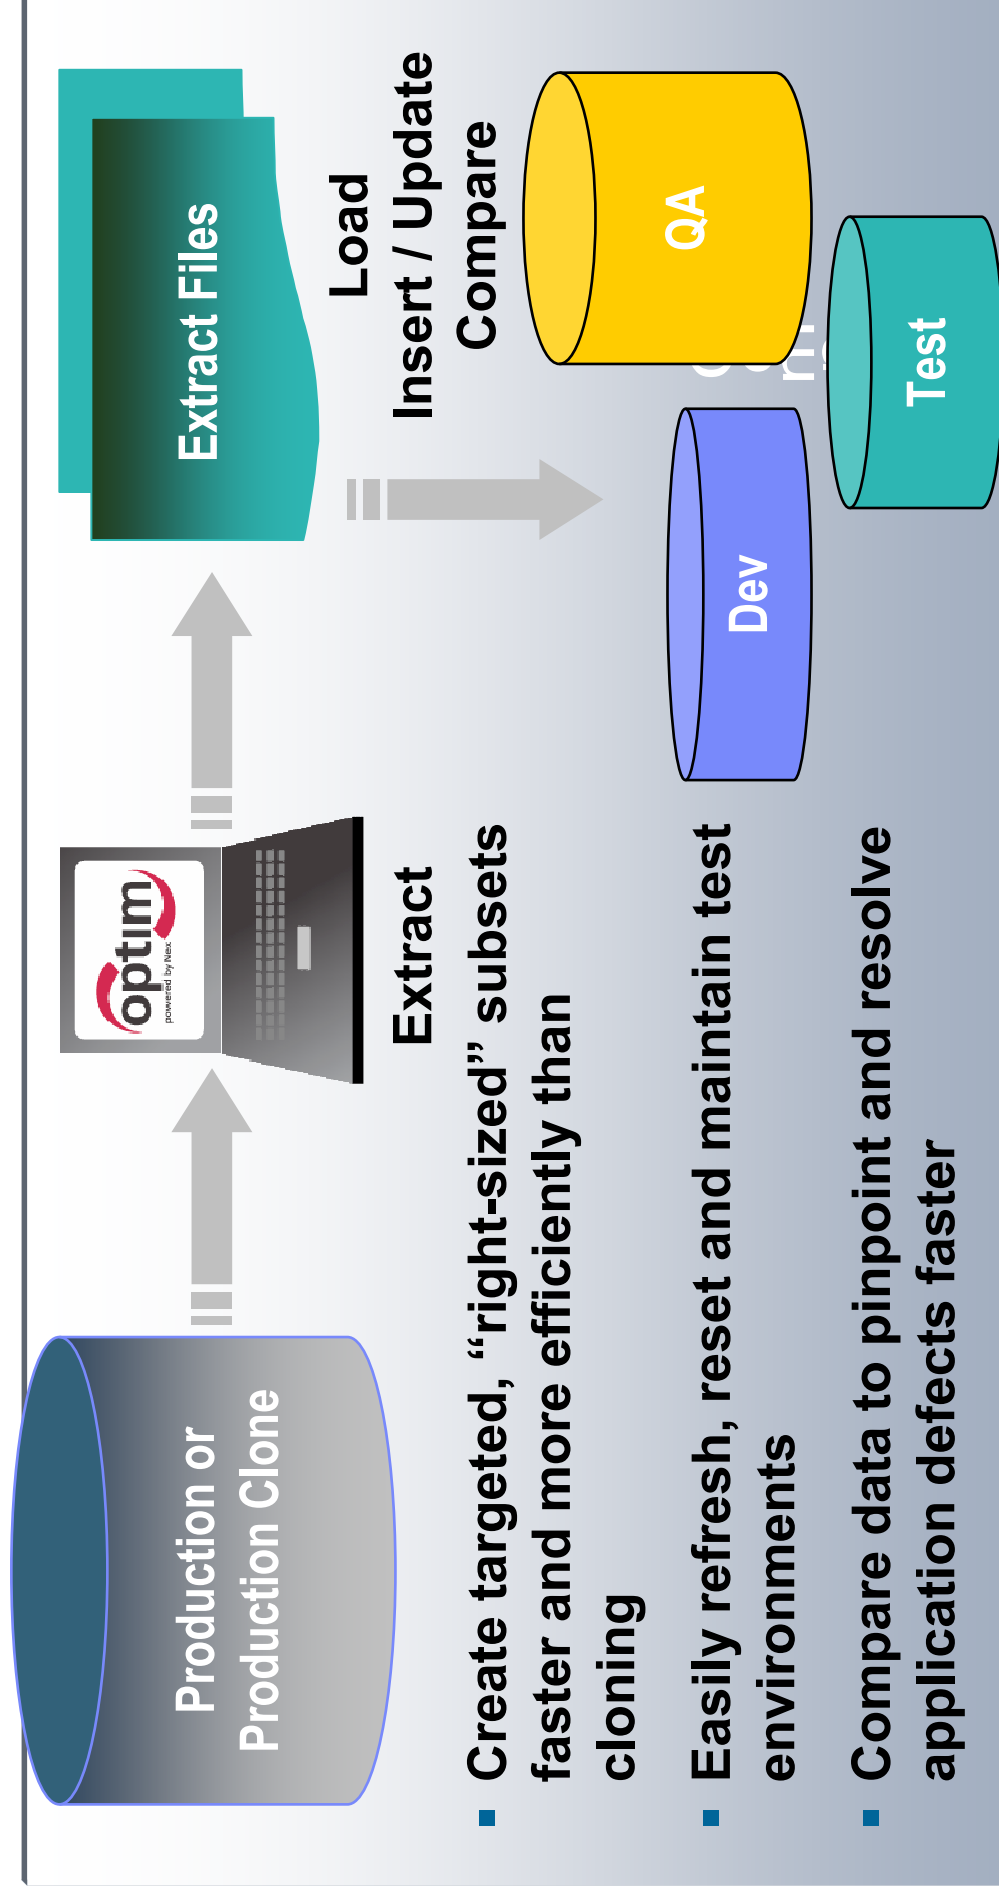 Production or
Production Clone
optim
powered by Nex
Extract Files
Extract
Load
Insert / Update
Compare
QA
Dev
Test
Create targeted, “right-sized” subsets
faster and more efficiently than
cloning
Easily refresh, reset and maintain test
environments
Compare data to pinpoint and resolve
application defects faster